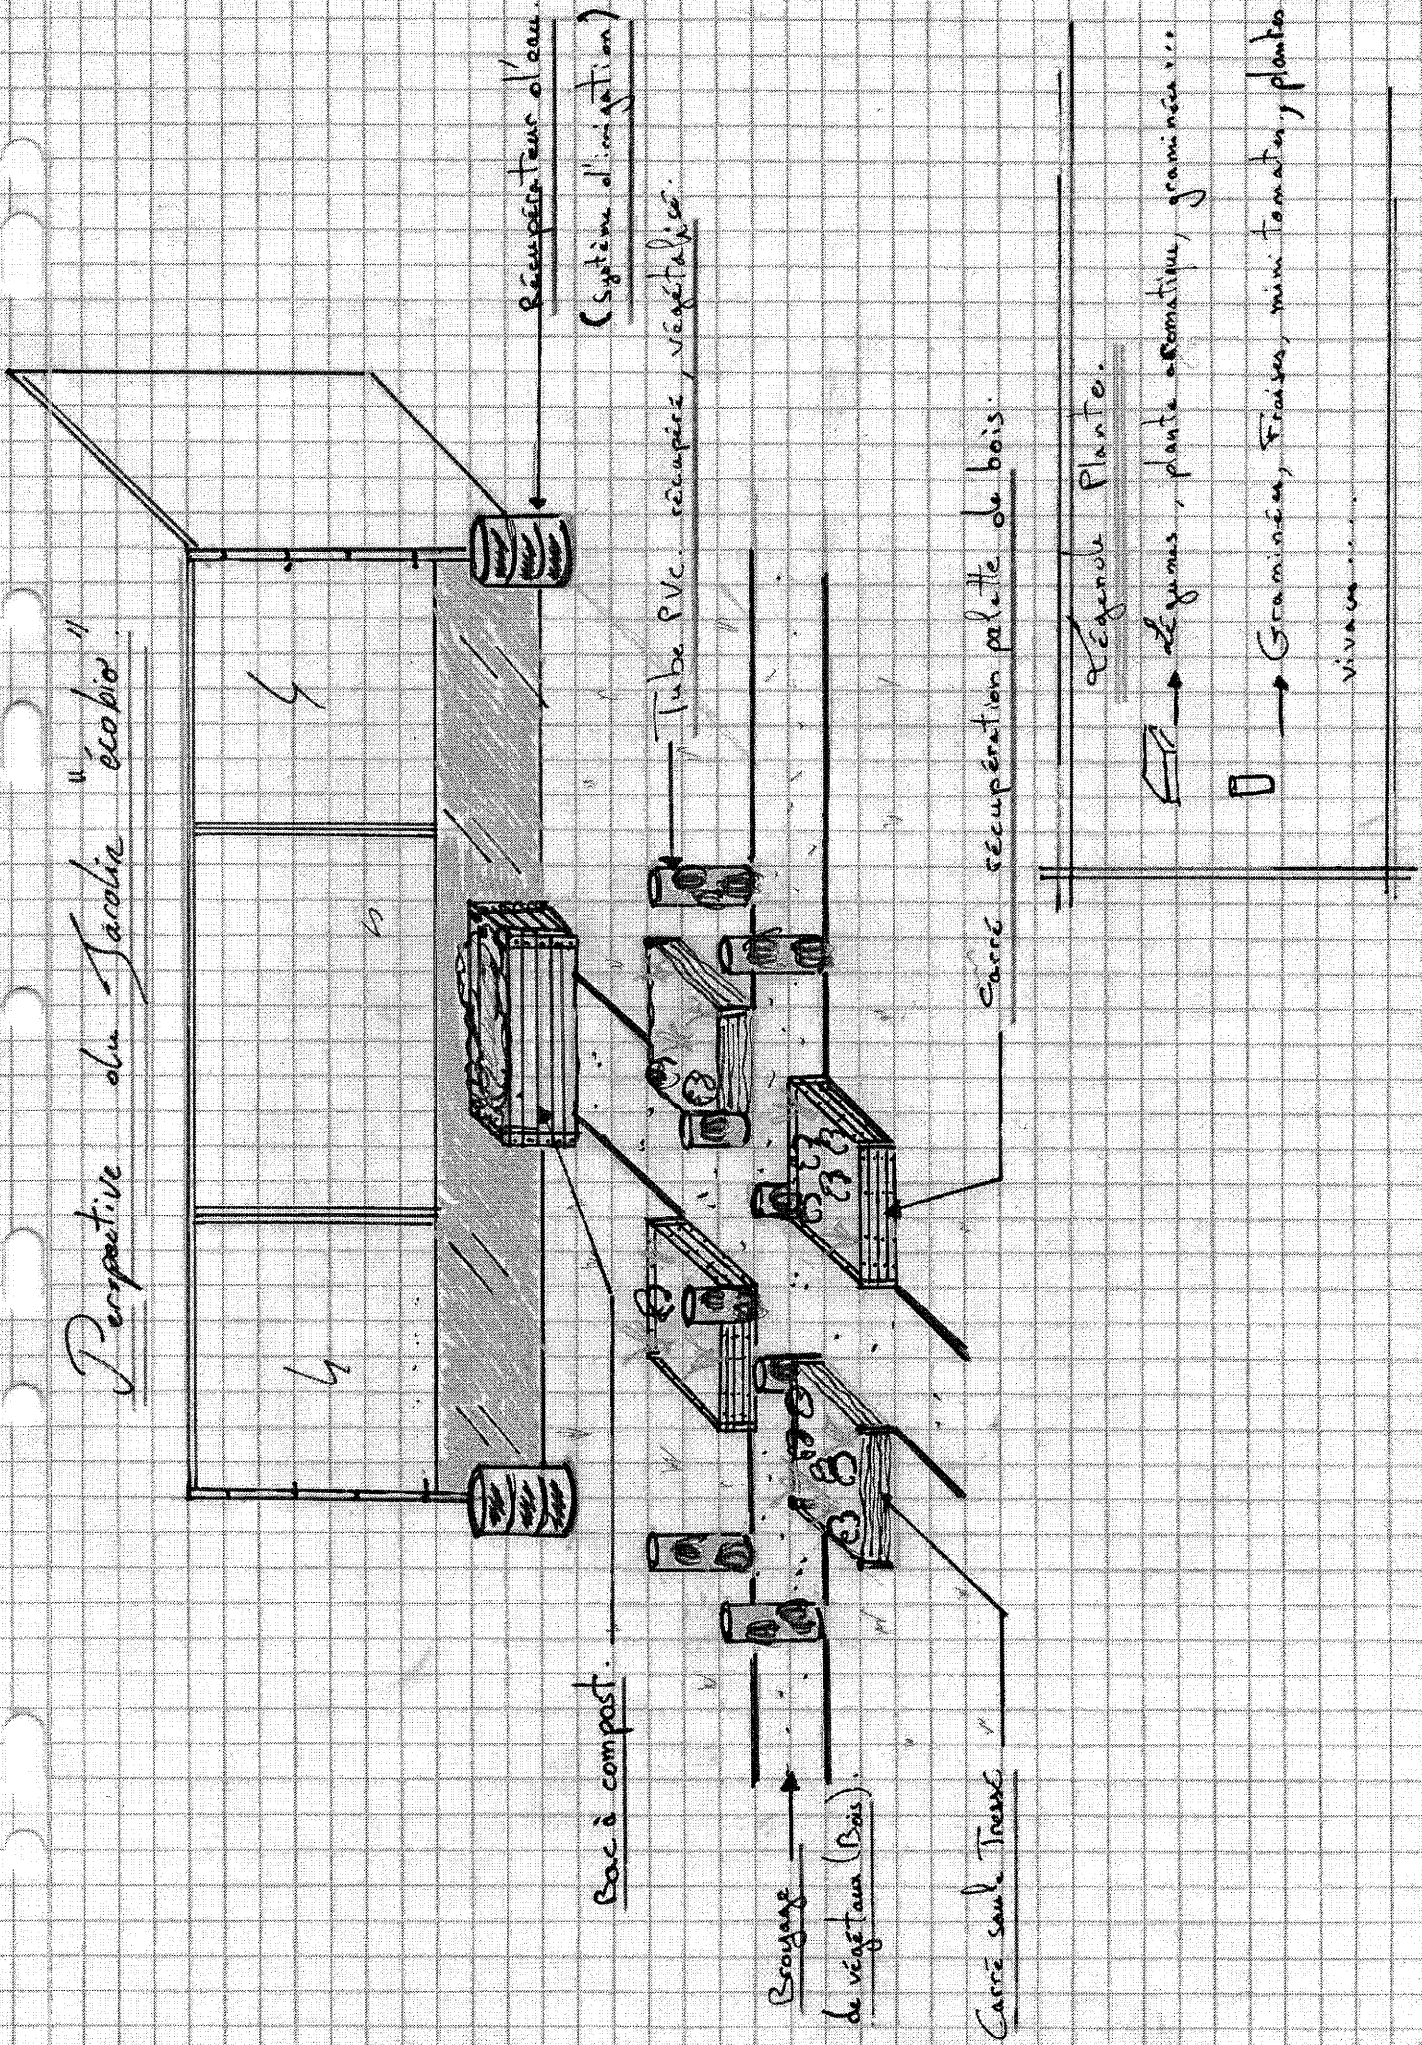 Perspective du Jardin "écobio"
Récupérateur d'eau.
(Système d'irrigation)
Tube PVC. récupéré, végétalisé.
Bac à compost.
Broyage
de végétaux (Bois).
Carré récupération palette de bois.
Carré saule Tressé
Légende Plante.
Légumes, plante aromatique, graminées...
Graminées, Fraises, mini tomates, plantes
vivaces...